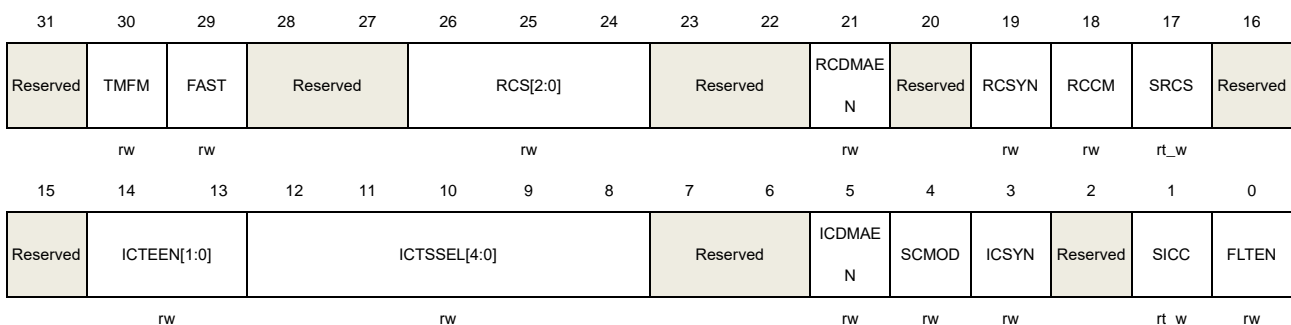 31 30 29 28 27 26 25 24 23 22 21 20 19 18 17 16
Reserved TMFM FAST Reserved RCS[2:0] Reserved RCDMAE
N Reserved RCSYN RCCM SRCS Reserved
rw rw rw rw rw rw rt_w
15 14 13 12 11 10 9 8 7 6 5 4 3 2 1 0
Reserved ICTEEN[1:0] ICTSSEL[4:0] Reserved ICDMAE
N SCMOD ICSYN Reserved SICC FLTEN
rw rw rw rw rw rt_w rw